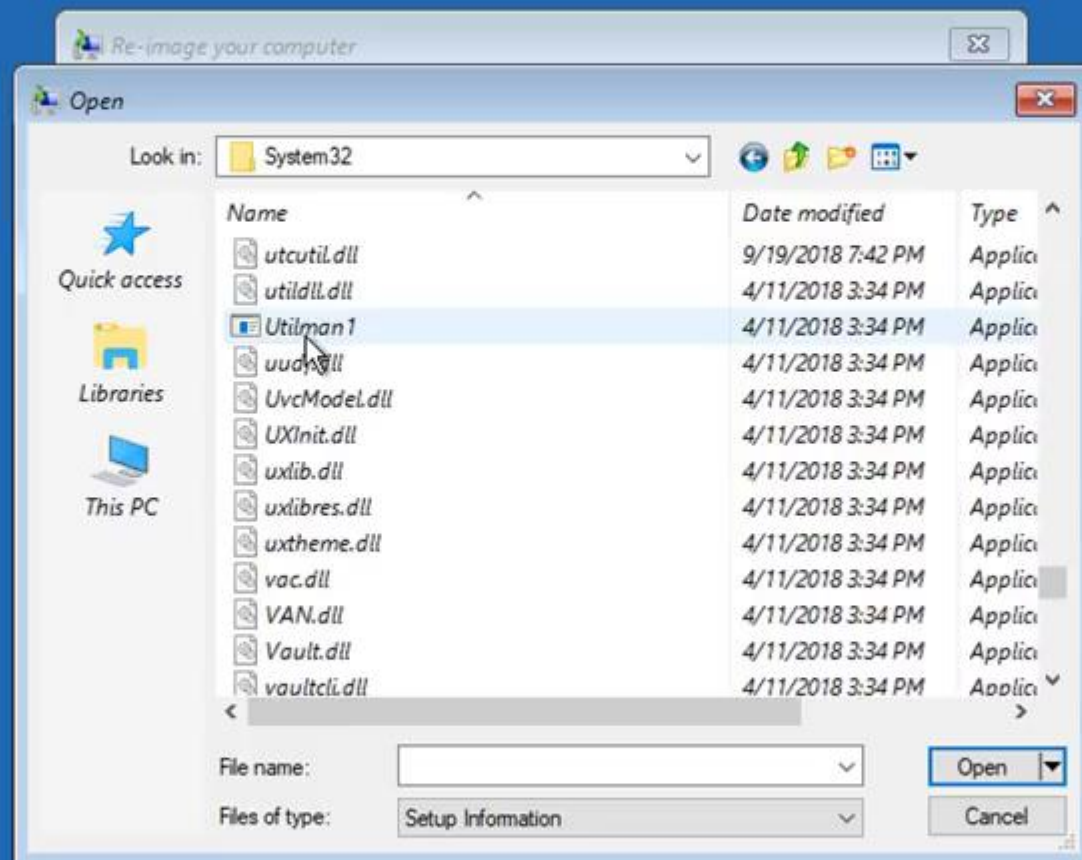 Re-image your computer
Open
Look in: System32
Name Date modified Type
utcutil.dll 9/19/2018 7:42 PM Applic
utildll.dll 4/11/2018 3:34 PM Applic
Utilman1 4/11/2018 3:34 PM Applic
4/11/2018 3:34 PM Applic
UvcModel.dll 4/11/2018 3:34 PM Applic
UXInit.dll 4/11/2018 3:34 PM Applic
uxlib.dll 4/11/2018 3:34 PM Applic
uxlibres.dll 4/11/2018 3:34 PM Applic
uxtheme.dll 4/11/2018 3:34 PM Applic
vac.dll 4/11/2018 3:34 PM Applic
VAN.dll 4/11/2018 3:34 PM Applic
Vault.dll 4/11/2018 3:34 PM Applic
vaultcli.dll 4/11/2018 3:34 PM Applic
Quick access
Libraries
This PC
File name:
Open
Files of type: Setup Information
Cancel